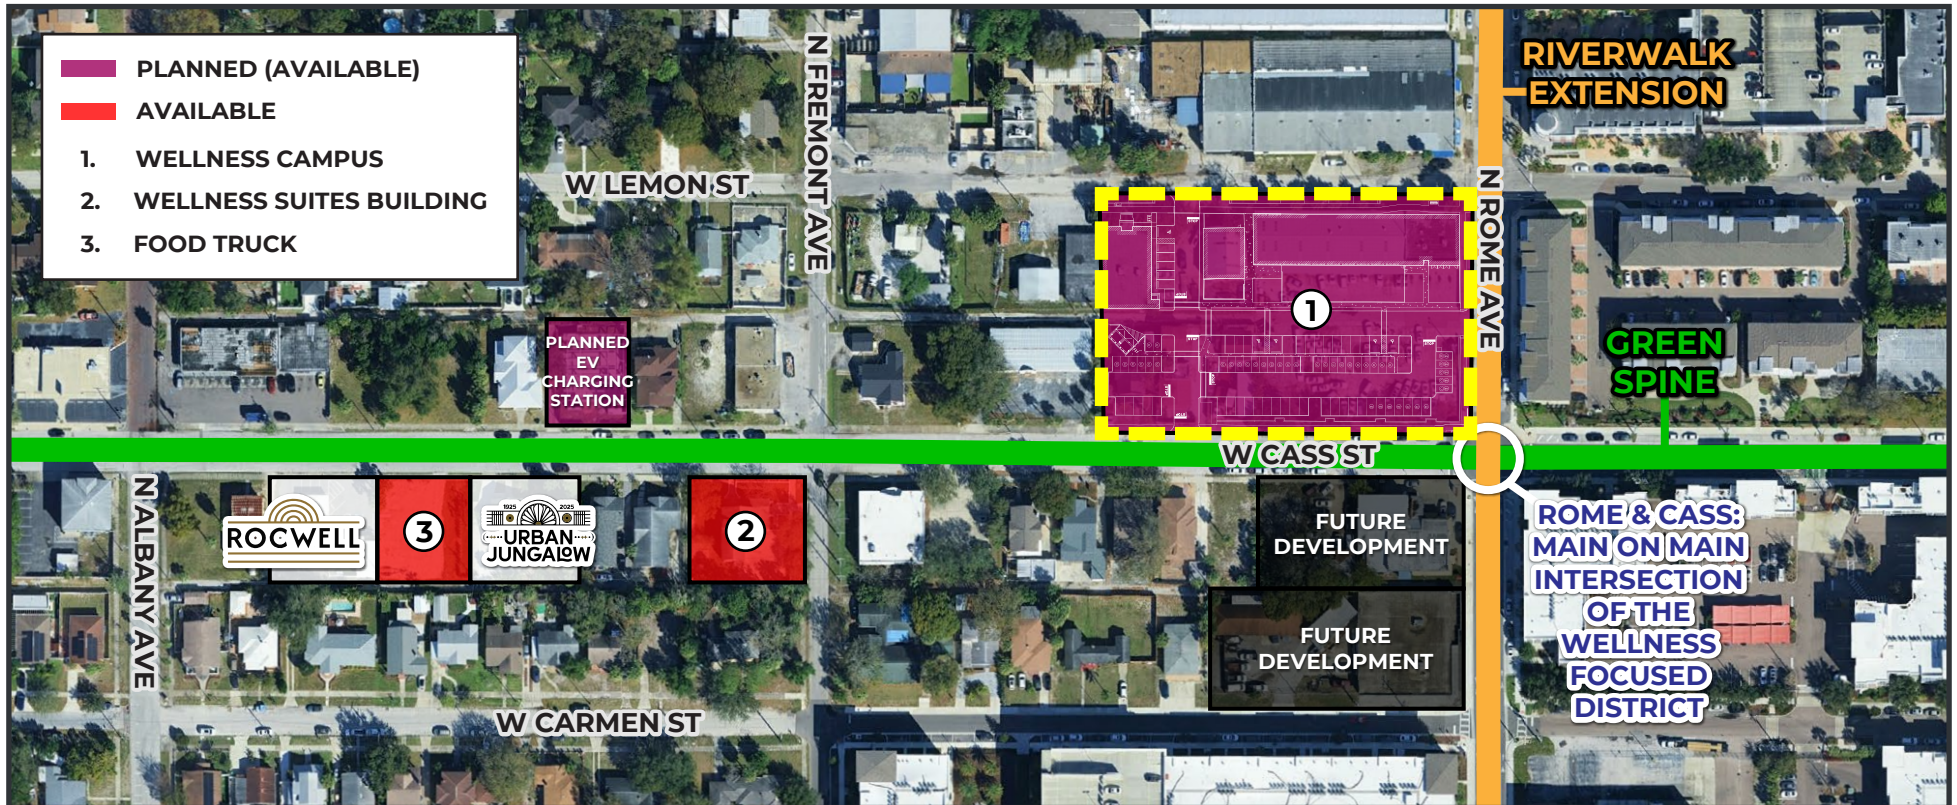 PLANNED (AVAILABLE)
AVAILABLE
1. WELLNESS CAMPUS
2. WELLNESS SUITES BUILDING
3. FOOD TRUCK
N FREMONT AVE
W LEMON ST
RIVERWALK
EXTENSION
N ROME AVE
1
GREEN
SPINE
PLANNED
EV
CHARGING
STATION
W CASS ST
N ALBANY AVE
ROCWELL
3
1925 2025
URBAN
JUNGALOW
2
FUTURE
DEVELOPMENT
FUTURE
DEVELOPMENT
ROME & CASS:
MAIN ON MAIN
INTERSECTION
OF THE
WELLNESS
FOCUSED
DISTRICT
W CARMEN ST